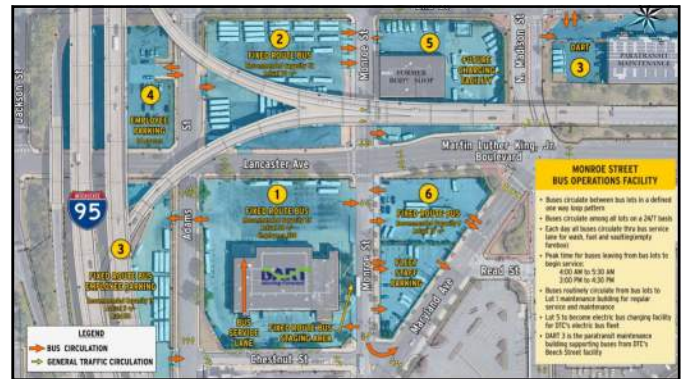 Jackson St
2
FIXED ROUTE BUS
Monroe St
5
FORMER
BODY SHOP
FUTURE
CHARGING
FACILITY
N. Madison St
DART
3
PARATRANSIT
MAINTENANCE
4
EMPLOYEE
PARKING
St
Martin Luther King, Jr.
Boulevard
Lancaster Ave
INTERSTATE
95
1
FIXED ROUTE BUS
6
FIXED ROUTE BUS
3
FIXED ROUTE BUS
EMPLOYEE PARKING
Adams
DART
Monroe St
FLEET
STAFF
PARKING
Maryland Ave
Read St
BUS
SERVICE
LANE
FIXED ROUTE BUS
STAGING AREA
Chestnut St
LEGEND
BUS CIRCULATION
GENERAL TRAFFIC CIRCULATION
MONROE STREET
BUS OPERATIONS FACILITY
• Buses circulate between bus lots in a defined
one way loop pattern
• Buses circulate among all lots on a 24/7 basis
• Each day all buses circulate thru bus service
lane for wash, fuel and vaulting(empty
farebox)
• Peak time for buses leaving from bus lots to
begin service:
4:00 AM to 5:30 AM
3:00 PM to 4:30 PM
• Buses routinely circulate from bus lots to
Lot 1 maintenance building for regular
service and maintenance
• Lot 5 to become electric bus charging facility
for DTC's electric bus fleet
• DART 3 is the paratransit maintenance
building supporting buses from DTC's
Beech Street facility